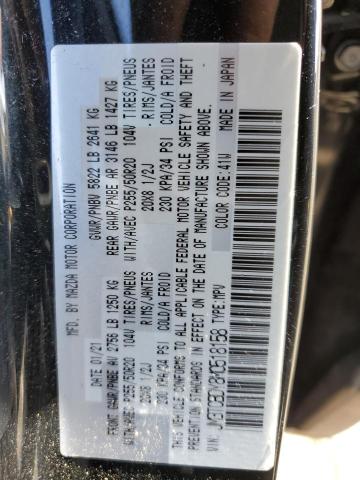 MFD. BY MAZDA MOTOR CORPORATION
DATE: 01/21 GVWR/PNBV 5822 LB 2641 KG
FRONT GAWR/PNBE AV 2756 LB 1250 KG REAR GAWR/PNBE AR 3146 LB 1427 KG
WITH/AVEC P255/50R20 104V TIRES/PNEUS WITH/AVEC P255/50R20 104V TIRES/PNEUS
20X8 1/2J - RIMS/JANTES 20X8 1/2J - RIMS/JANTES
230 KPA/34 PSI COLD/A FROID 230 KPA/34 PSI COLD/A FROID
THIS VEHICLE CONFORMS TO ALL APPLICABLE FEDERAL MOTOR VEHICLE SAFETY AND THEFT
PREVENTION STANDARDS IN EFFECT ON THE DATE OF MANUFACTURE SHOWN ABOVE.
VIN: TYPE: MPV COLOR CODE: 41W MADE IN JAPAN